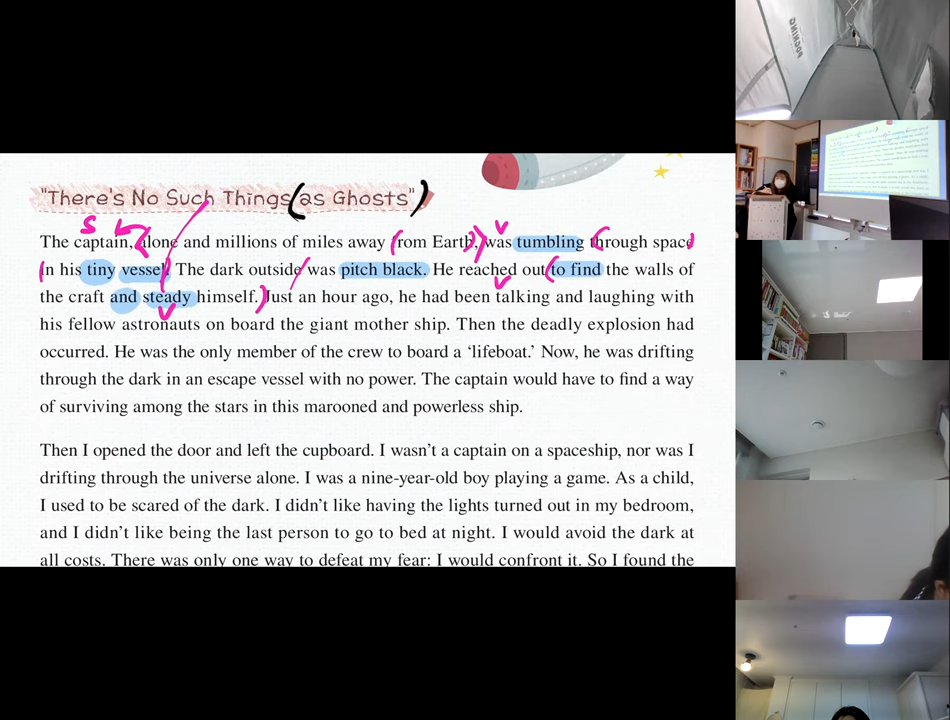 "There's No Such Things as Ghosts"
The captain, alone and millions of miles away from Earth, was tumbling through space
in his tiny vessel. The dark outside was pitch black. He reached out to find the walls of
the craft and steady himself. Just an hour ago, he had been talking and laughing with
his fellow astronauts on board the giant mother ship. Then the deadly explosion had
occurred. He was the only member of the crew to board a ‘lifeboat.’ Now, he was drifting
through the dark in an escape vessel with no power. The captain would have to find a way
of surviving among the stars in this marooned and powerless ship.
Then I opened the door and left the cupboard. I wasn’t a captain on a spaceship, nor was I
drifting through the universe alone. I was a nine-year-old boy playing a game. As a child,
I used to be scared of the dark. I didn’t like having the lights turned out in my bedroom,
and I didn’t like being the last person to go to bed at night. I would avoid the dark at
all costs. There was only one way to defeat my fear: I would confront it. So I found the